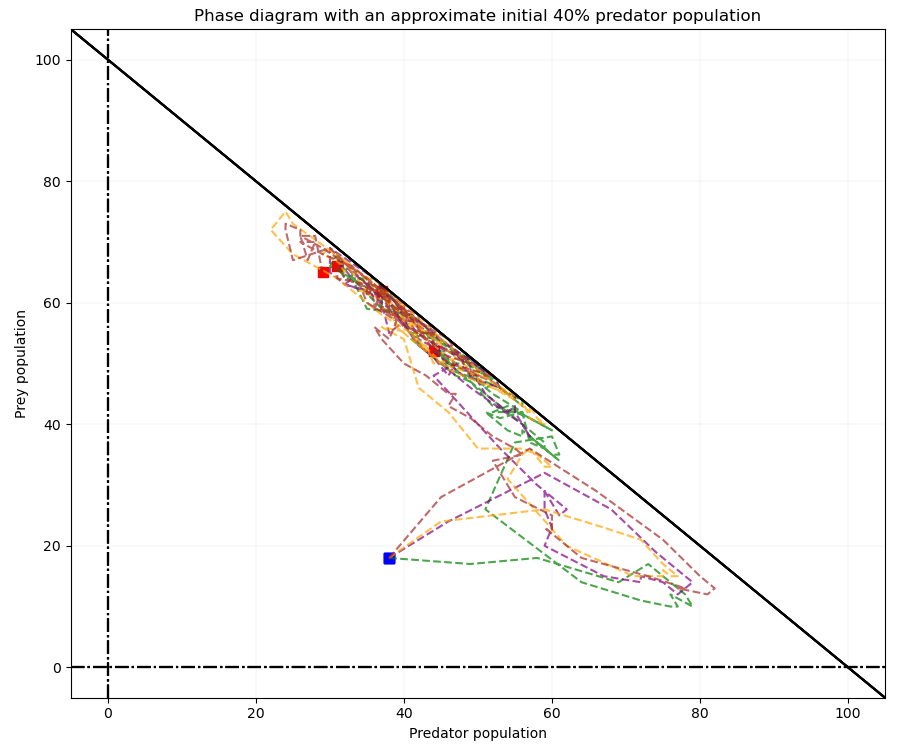 Phase diagram with an approximate initial 40% predator population
100
80
60
40
20
0
Prey population
0 20 40 60 80 100
Predator population